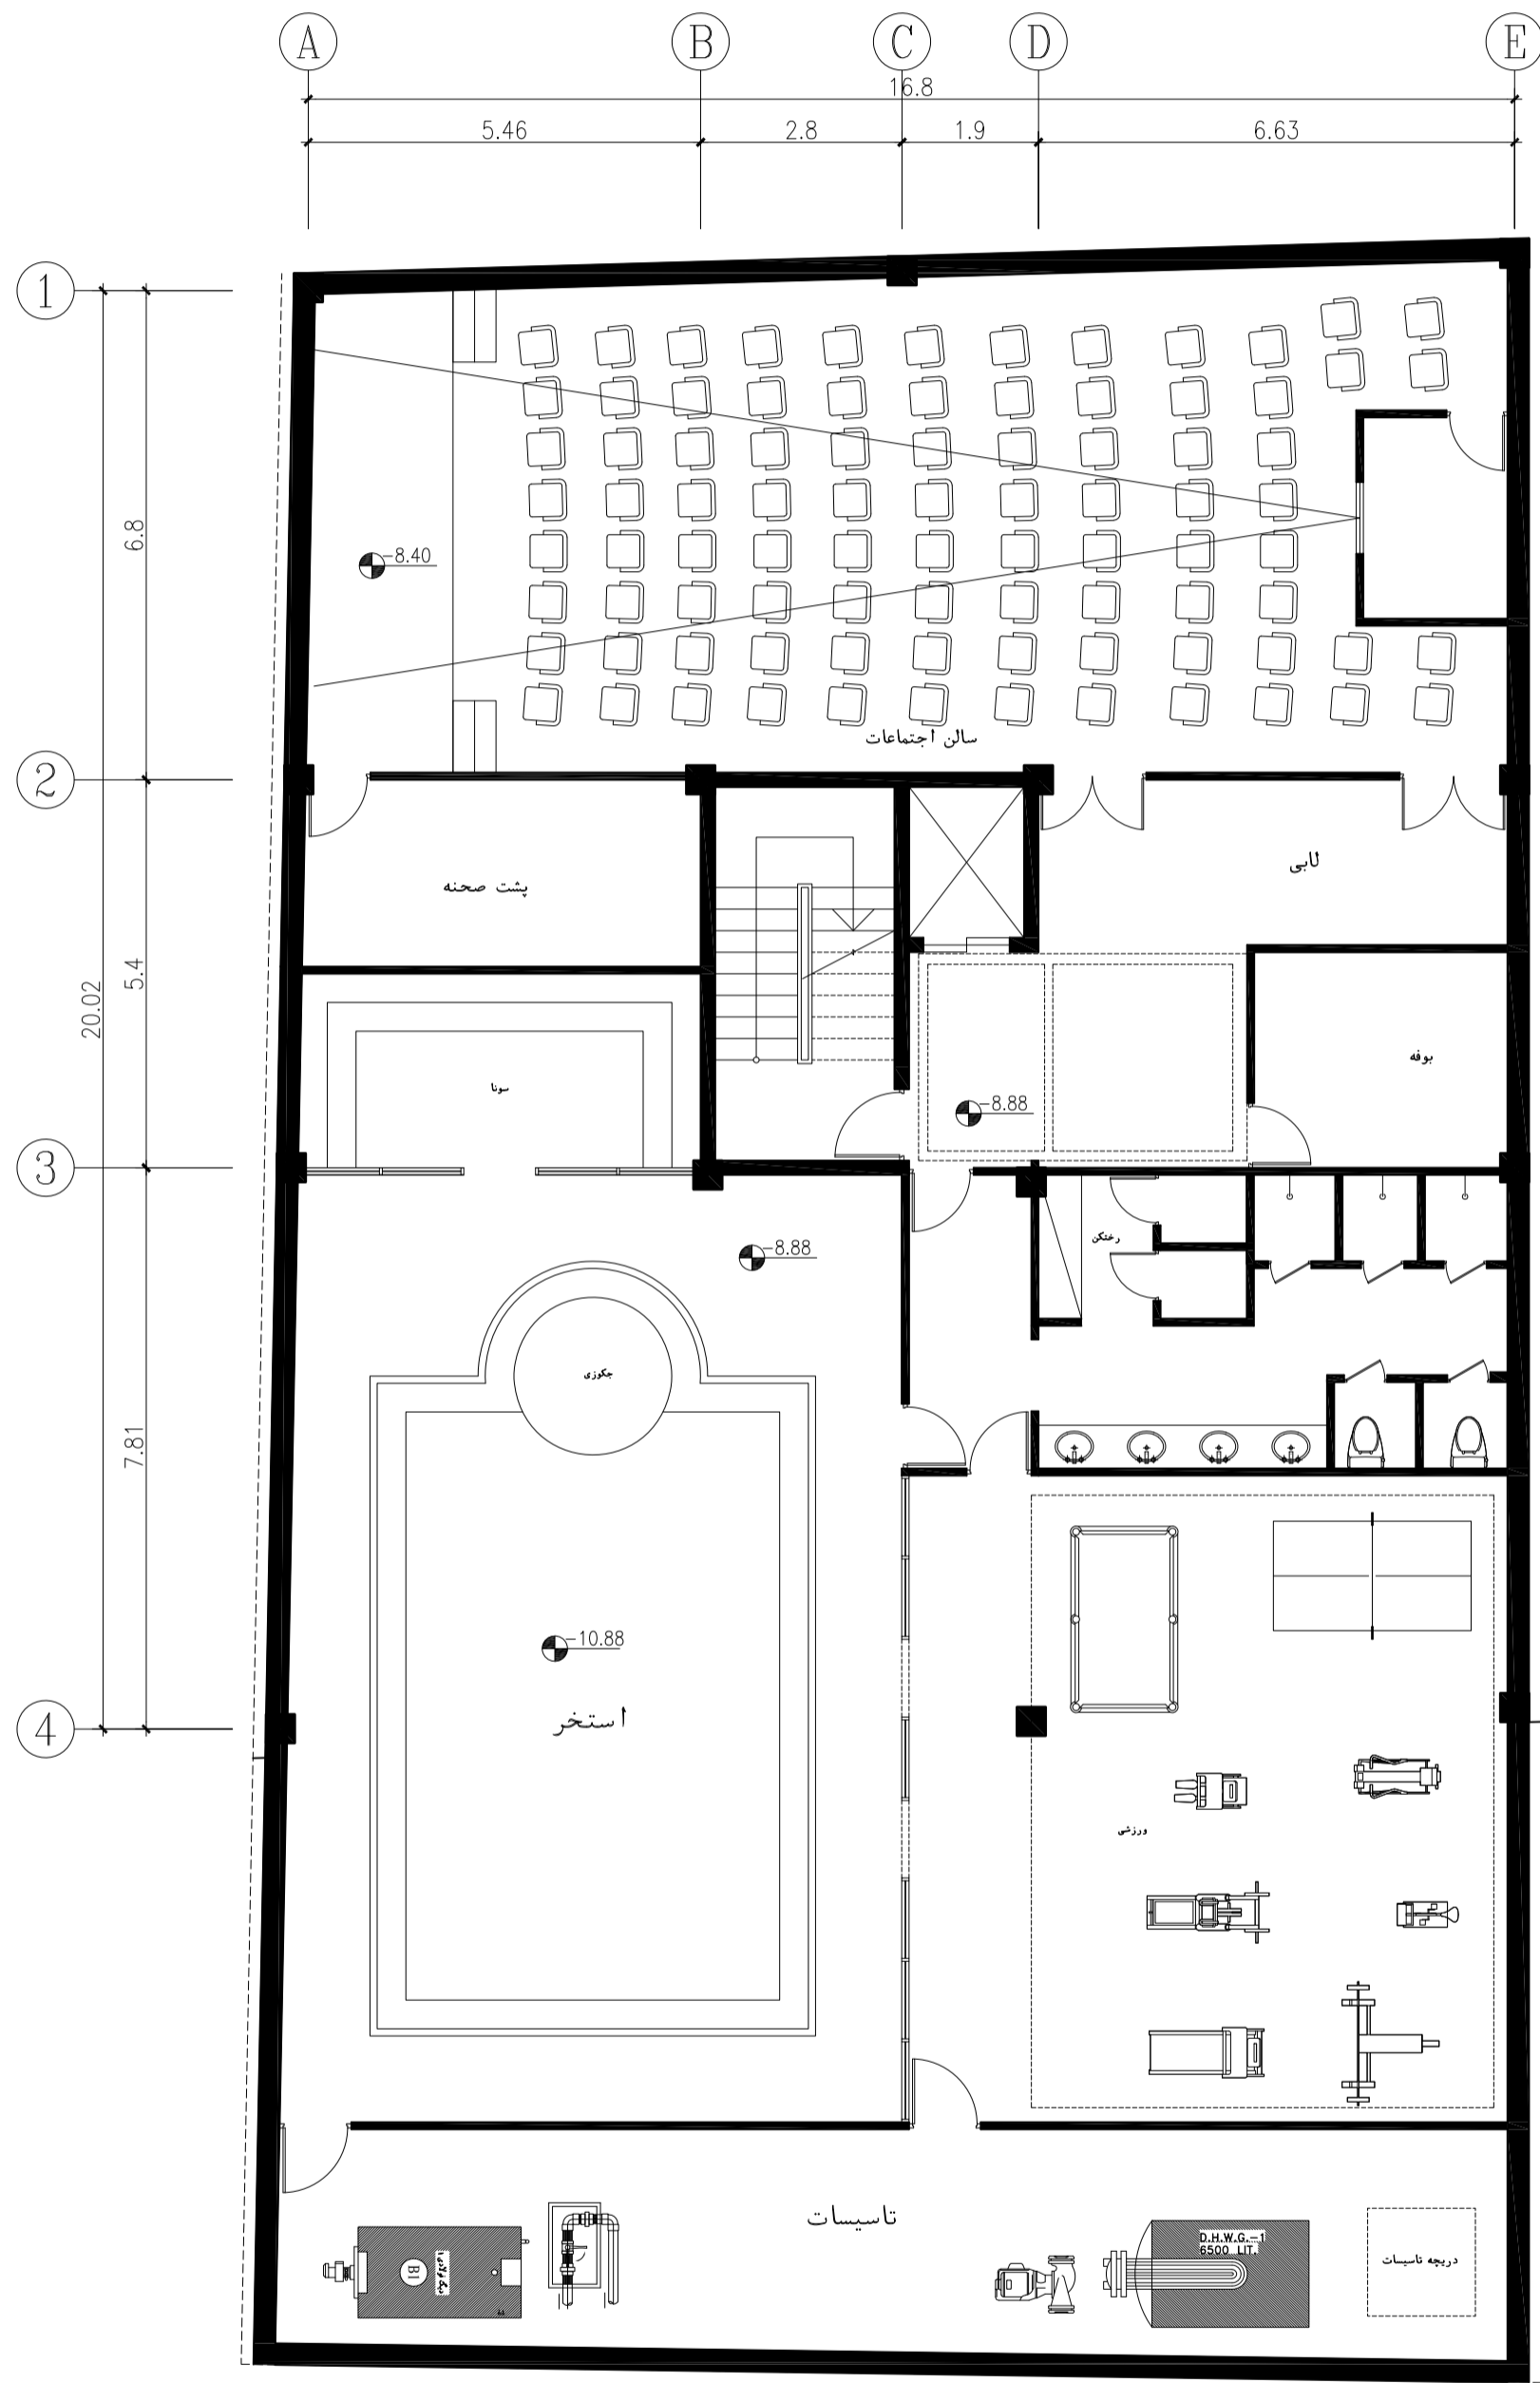 A B C D E
16.8
5.46 2.8 1.9 6.63
1
6.8
-8.40
سالن اجتماعات
2
لابی
پشت صحنه
5.4
20.02
بوفه
سونا
-8.88
3
رختکن
-8.88
جکوزی
7.81
-10.88
استخر
4
ورزشی
تاسیسات
D.H.W.G.-1
6500 LIT.
دریچه تاسیسات
B1